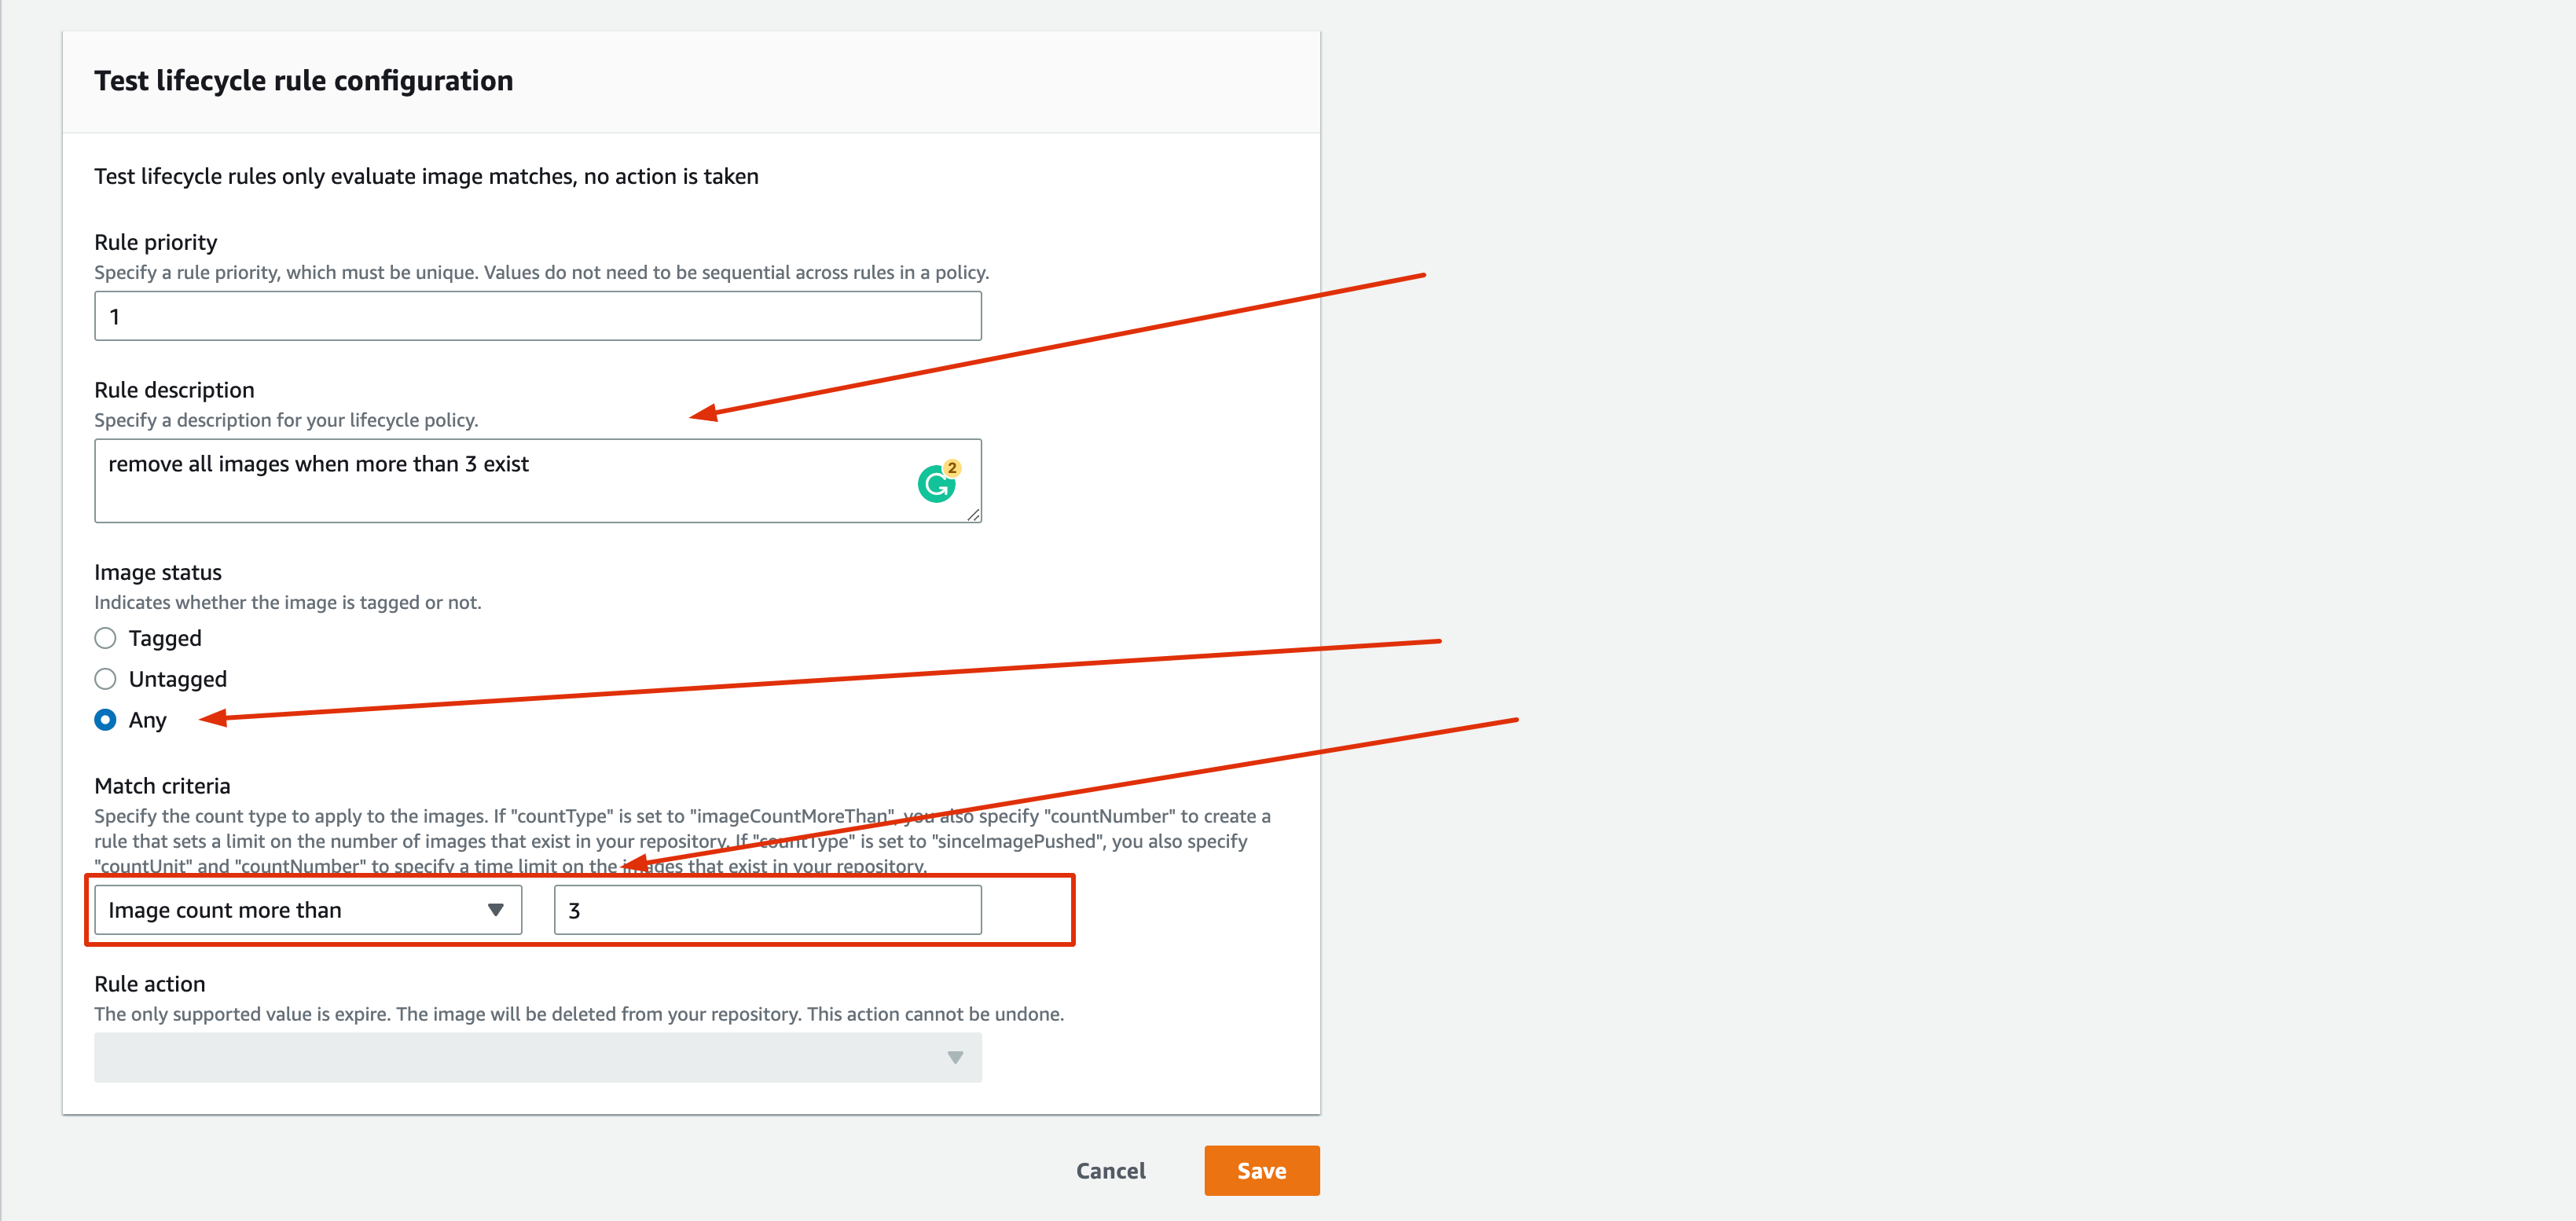 Test lifecycle rule configuration
Test lifecycle rules only evaluate image matches, no action is taken
Rule priority
Specify a rule priority, which must be unique. Values do not need to be sequential across rules in a policy.
1
Rule description
Specify a description for your lifecycle policy.
remove all images when more than 3 exist
2
Image status
Indicates whether the image is tagged or not.
Tagged
Untagged
Any
Match criteria
Specify the count type to apply to the images. If "countType" is set to "imageCountMoreThan", you also specify "countNumber" to create a
rule that sets a limit on the number of images that exist in your repository. If "countType" is set to "sinceImagePushed", you also specify
"countUnit" and "countNumber" to specify a time limit on the images that exist in your repository.
Image count more than
3
Rule action
The only supported value is expire. The image will be deleted from your repository. This action cannot be undone.
Cancel
Save